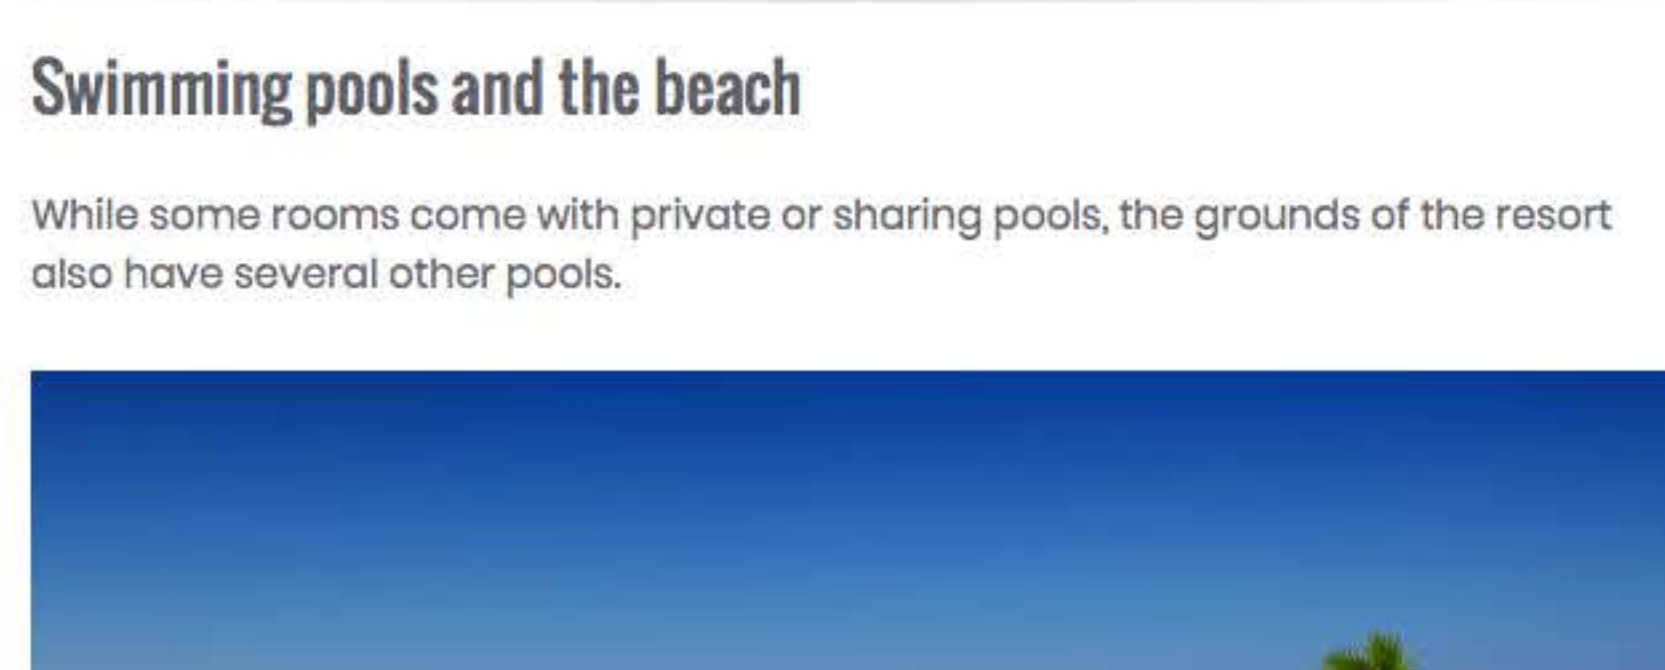 Swimming pools and the beach
While some rooms come with private or sharing pools, the grounds of the resort
also have several other pools.